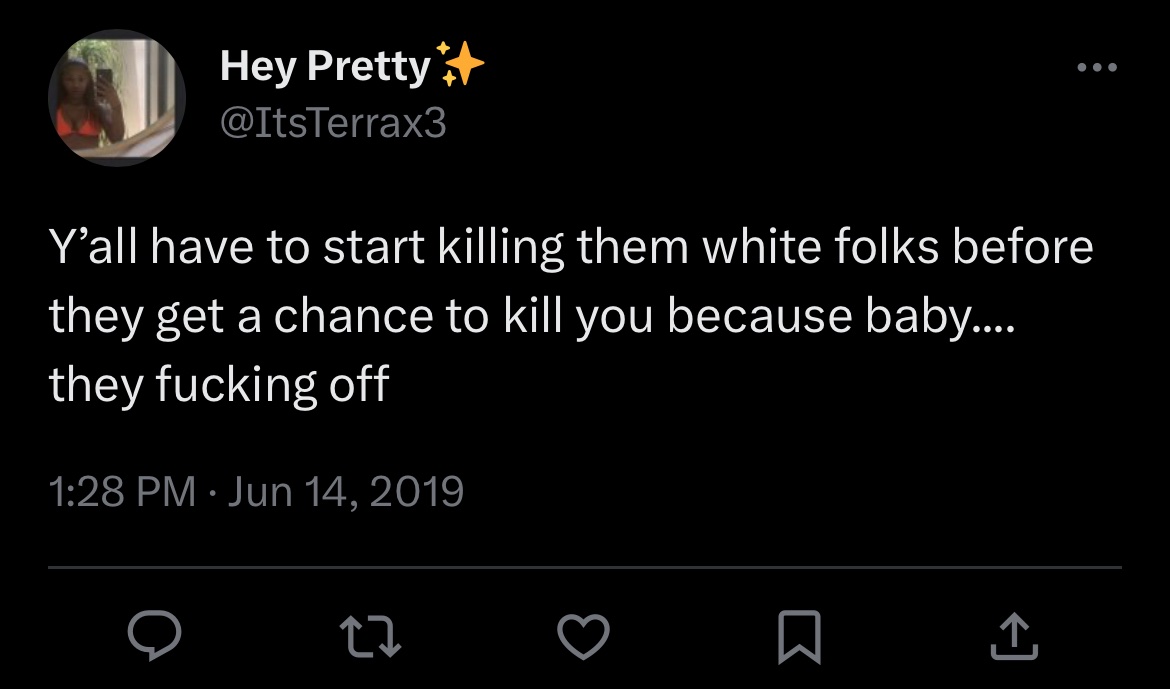 Hey Pretty✨
@ItsTerrax3
Y’all have to start killing them white folks before
they get a chance to kill you because baby....
they fucking off
1:28 PM · Jun 14, 2019